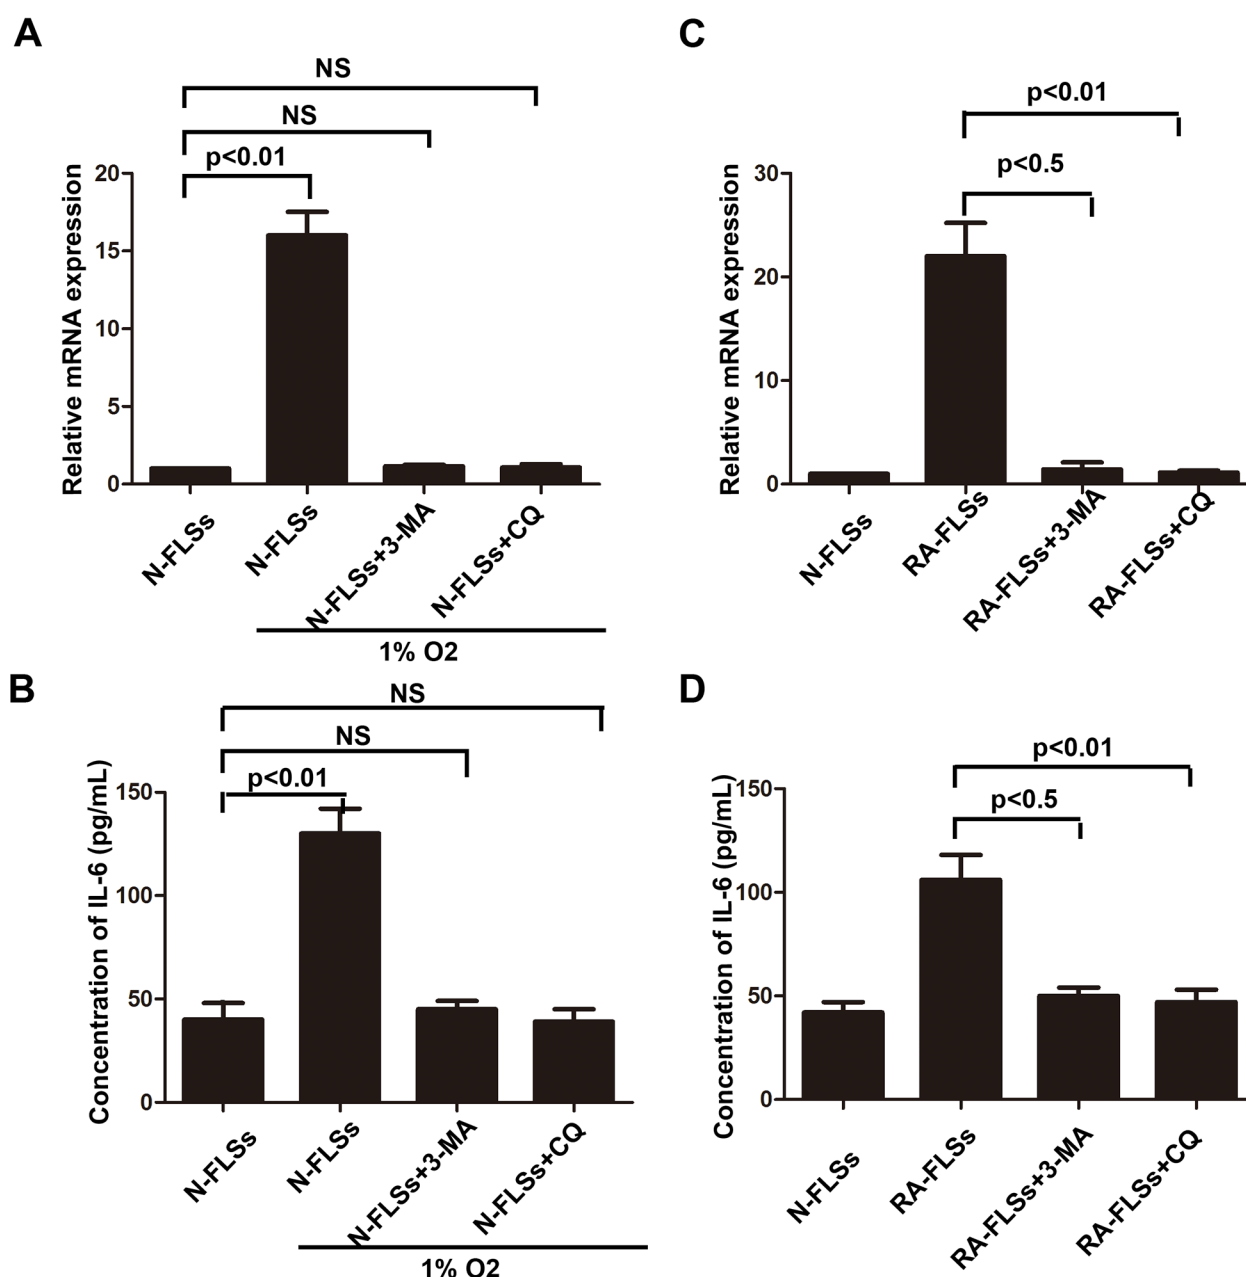 A
NS
NS
p<0.01
Relative mRNA expression
20
15
10
5
0
N-FLSs
N-FLSs
N-FLSs+3-MA
N-FLSs+CQ
1% O2
C
p<0.01
p<0.5
Relative mRNA expression
30
20
10
0
N-FLSs
RA-FLSs
RA-FLSs+3-MA
RA-FLSs+CQ
B
NS
NS
p<0.01
Concentration of IL-6 (pg/mL)
150
100
50
0
N-FLSs
N-FLSs
N-FLSs+3-MA
N-FLSs+CQ
1% O2
D
p<0.01
p<0.5
Concentration of IL-6 (pg/mL)
150
100
50
0
N-FLSs
RA-FLSs
RA-FLSs+3-MA
RA-FLSs+CQ